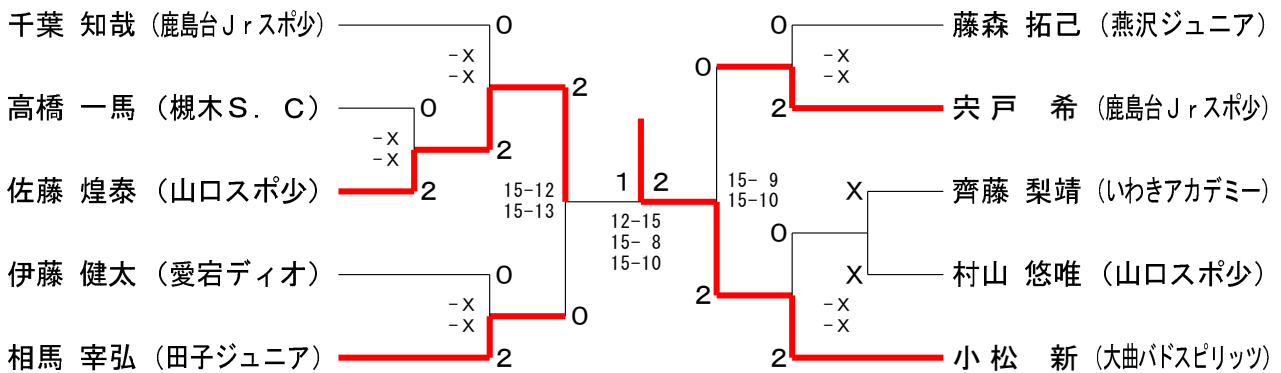 千葉 知哉 (鹿島台Ｊｒスポ少)
0
-X
-X
2
高橋 一馬 (槻木Ｓ．Ｃ)
0
-X
-X
2
佐藤 煌泰 (山口スポ少)
2
15-12
15-13
伊藤 健太 (愛宕ディオ)
0
-X
-X
0
相馬 宰弘 (田子ジュニア)
2
1 2
12-15
15- 8
15-10
藤森 拓己 (燕沢ジュニア)
0
-X
-X
0
宍戸 希 (鹿島台Ｊｒスポ少)
2
15- 9
15-10
齊藤 梨靖 (いわきアカデミー)
X
0
村山 悠唯 (山口スポ少)
X
2
-X
-X
小松 新 (大曲バドスピリッツ)
2